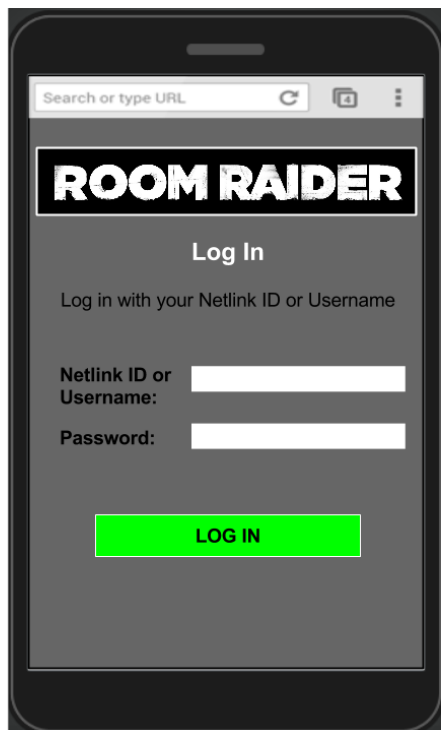 Search or type URL
4
ROOM RAIDER
Log In
Log in with your Netlink ID or Username
Netlink ID or
Username:
Password:
LOG IN